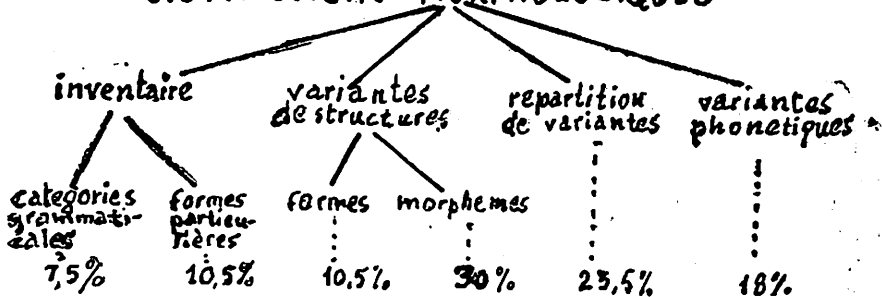 inventaire
variantes
de structures
repartition
de variantes
variantes
phonetiques
categories
grammati-
cales
formes
particu-
lières
formes
morphemes
7,5%
10,5%
10,5%
30%
23,5%
18%